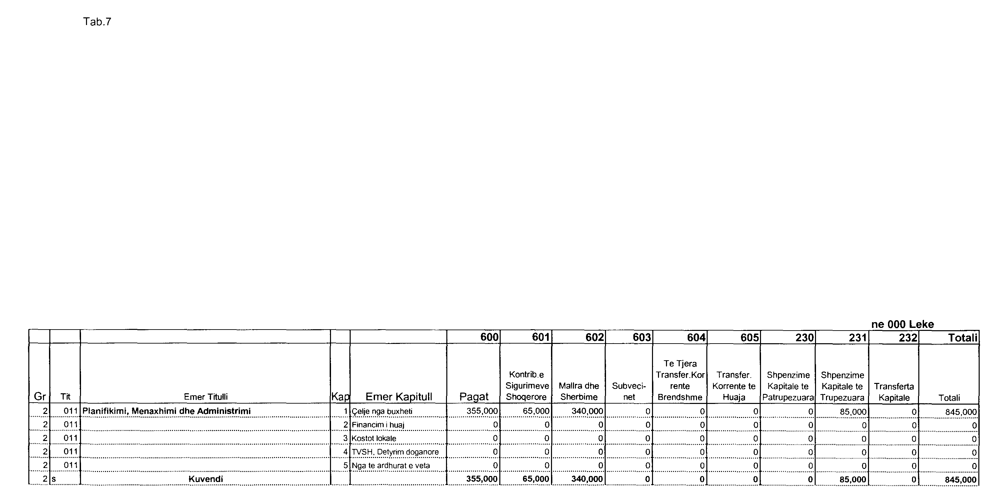 Tab.7
ne 000 Leke
600 601 602 603 604 605 230 231 232 Totali
Gr Tit Emer Titulli Kap Emer Kapitull Pagat Kontrib.e Sigurimeve Shoqerore Mallra dhe Sherbime Subveci-net Te Tjera Transfer.Kor rente Brendshme Transfer. Korrente te Huaja Shpenzime Kapitale te Patrupezuara Shpenzime Kapitale te Trupezuara Transferta Kapitale Totali
2 011 Planifikimi, Menaxhimi dhe Administrimi 1 Çelje nga buxheti 355,000 65,000 340,000 0 0 0 0 85,000 0 845,000
2 011 2 Financim i huaj 0 0 0 0 0 0 0 0 0 0
2 011 3 Kostot lokale 0 0 0 0 0 0 0 0 0 0
2 011 4 TVSH, Detyrim doganore 0 0 0 0 0 0 0 0 0 0
2 011 5 Nga te ardhurat e veta 0 0 0 0 0 0 0 0 0 0
2 s Kuvendi 355,000 65,000 340,000 0 0 0 0 85,000 0 845,000